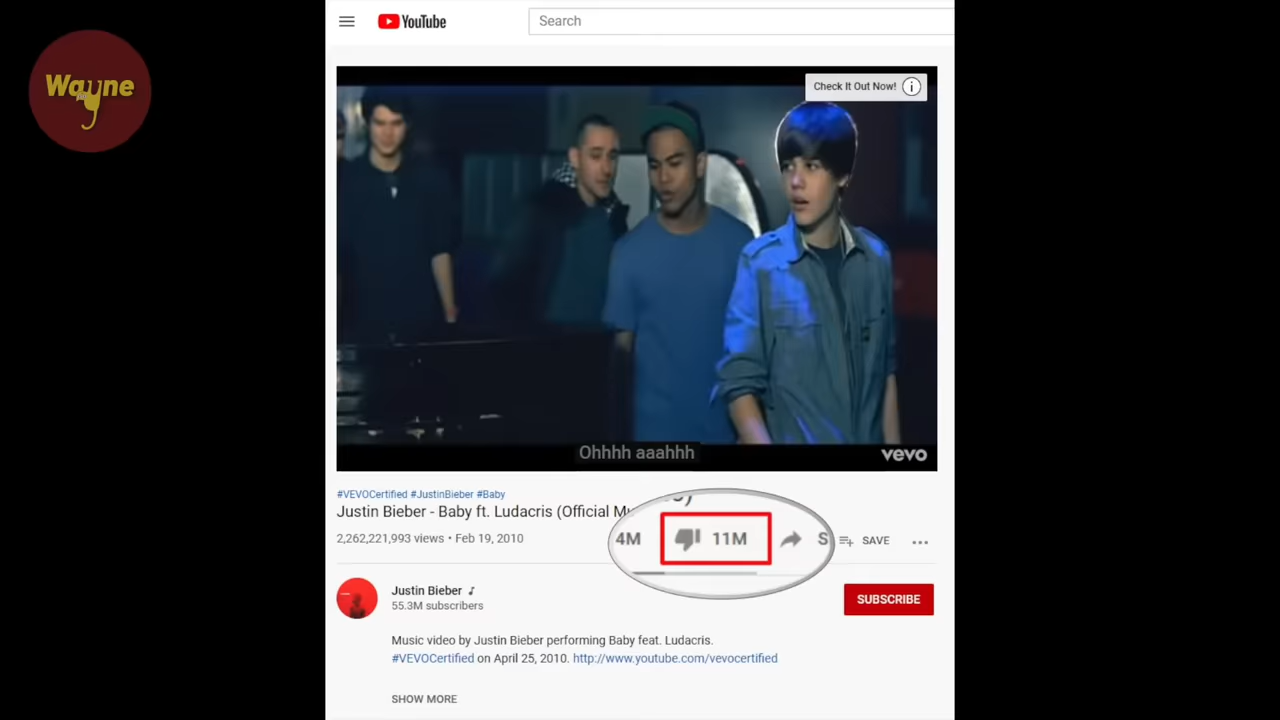 Wayne
YouTube
Search
Check It Out Now!
Ohhhh aaahhh
vevo
#VEVOCertified #JustinBieber #Baby
Justin Bieber - Baby ft. Ludacris (Official M
2,262,221,993 views • Feb 19, 2010
4M 11M S SAVE
Justin Bieber
55.3M subscribers
SUBSCRIBE
Music video by Justin Bieber performing Baby feat. Ludacris.
#VEVOCertified on April 25, 2010. http://www.youtube.com/vevocertified
SHOW MORE